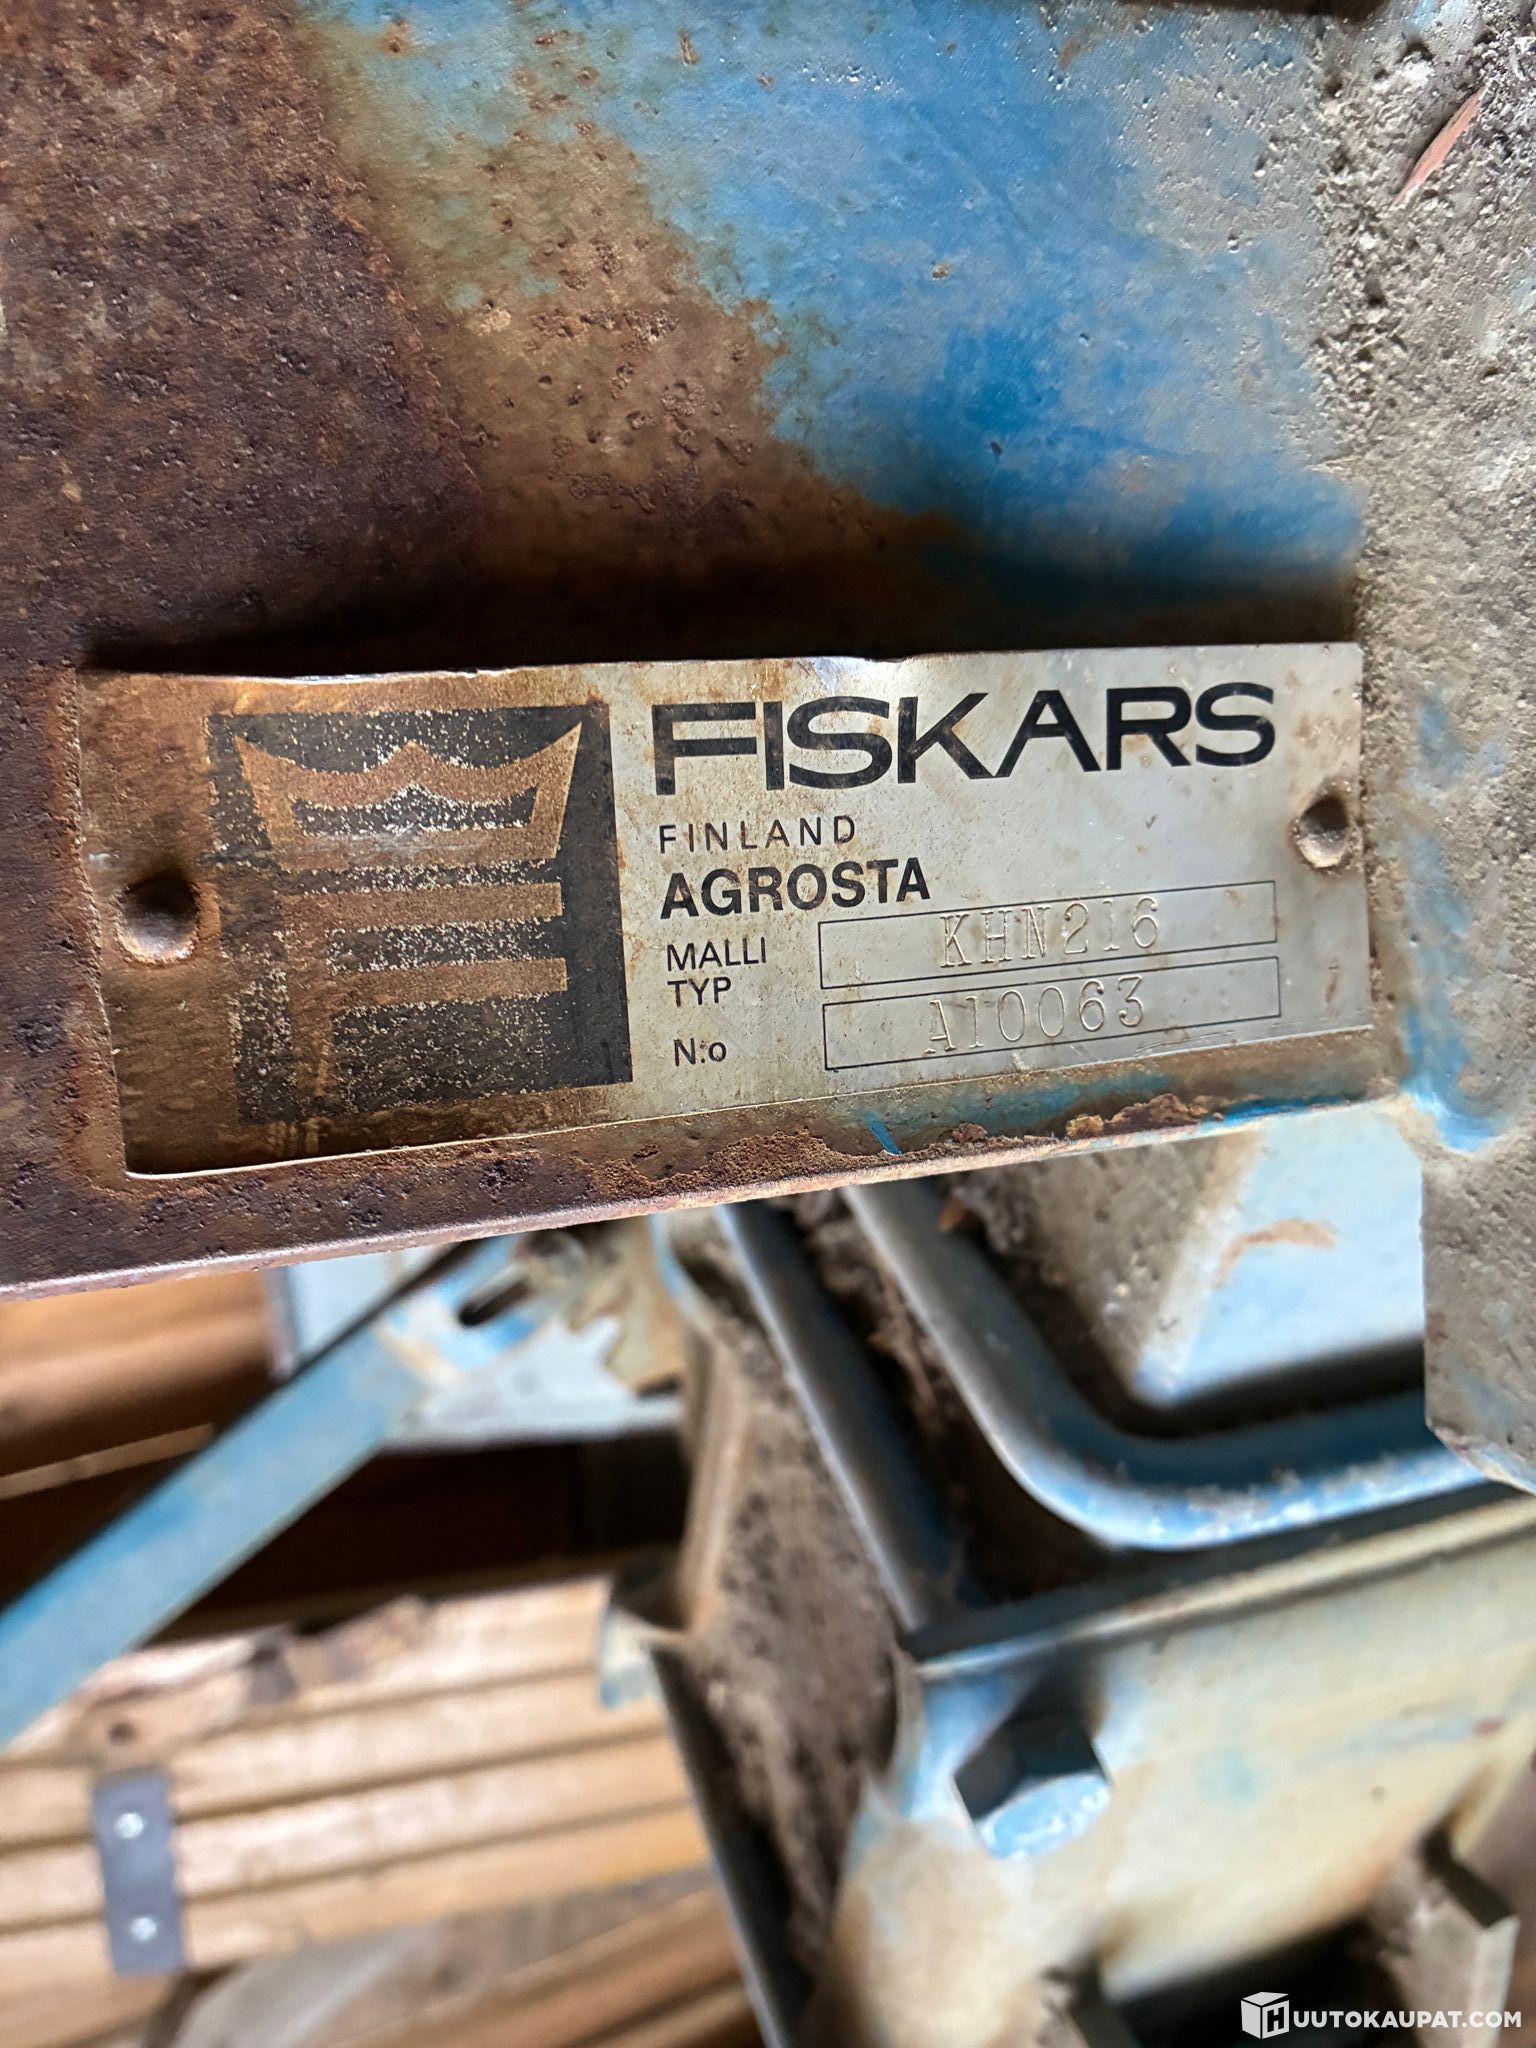 FISKARS
FINLAND
AGROSTA
MALLI
TYP
KHN216
N:o
A10063
HUUTOKAUPAT.COM